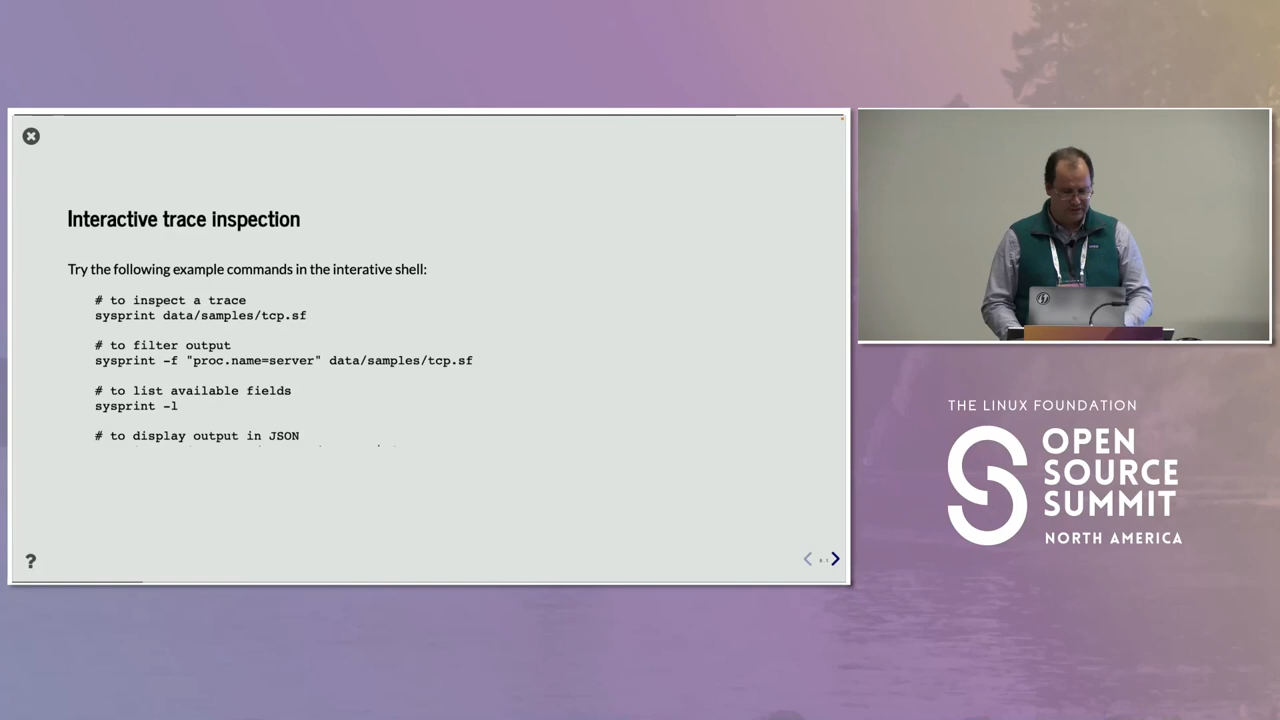 Interactive trace inspection
Try the following example commands in the interative shell:
# to inspect a trace
sysprint data/samples/tcp.sf
# to filter output
sysprint -f "proc.name=server" data/samples/tcp.sf
# to list available fields
sysprint -l
# to display output in JSON
?
THE LINUX FOUNDATION
OPEN
SOURCE
SUMMIT
NORTH AMERICA